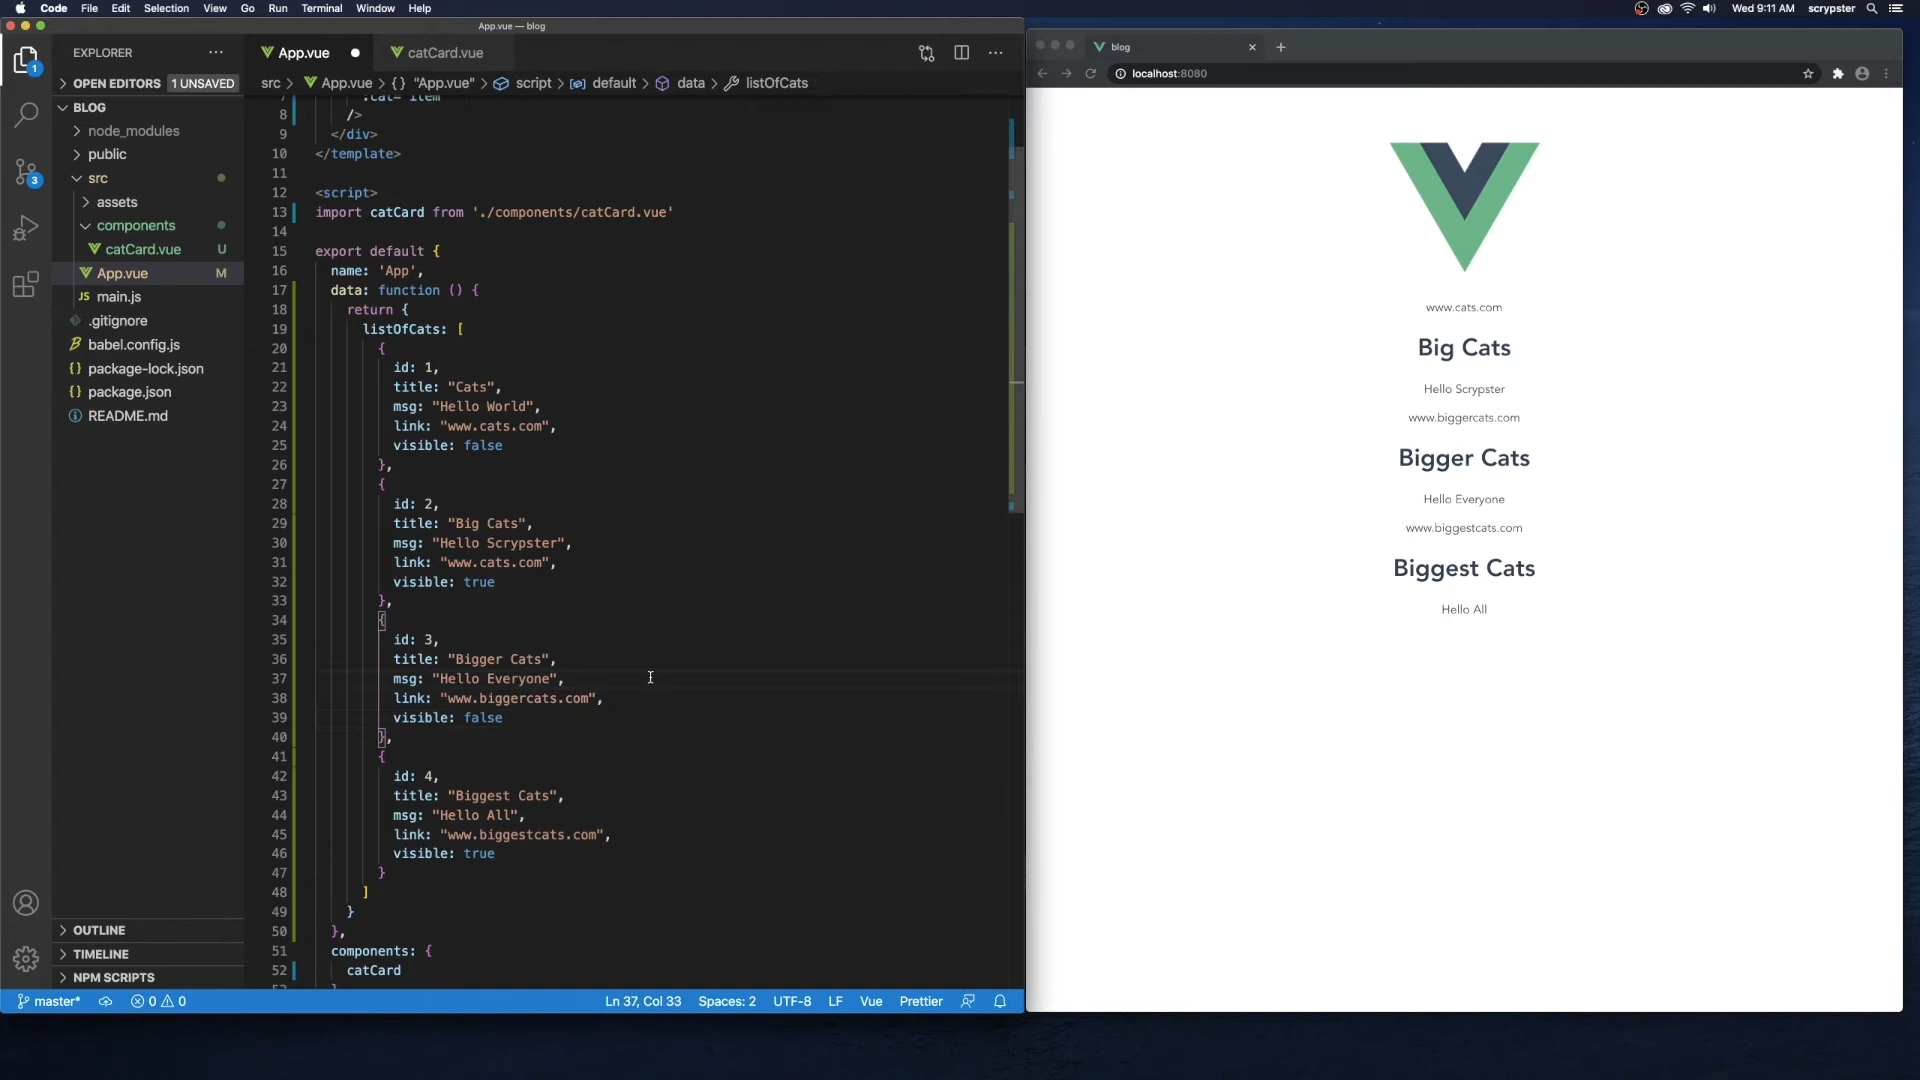 Code File Edit Selection View Go Run Terminal Window Help
Wed 9:11 AM scrypster
App.vue — blog
EXPLORER
OPEN EDITORS 1 UNSAVED
BLOG
node_modules
public
src
assets
components
catCard.vue U
App.vue M
JS main.js
.gitignore
babel.config.js
package-lock.json
package.json
README.md
OUTLINE
TIMELINE
NPM SCRIPTS
1
3
App.vue
catCard.vue
src > App.vue > {} "App.vue" > script > default > data > listOfCats
7 :cat="item"
8 />
9 </div>
10 </template>
11
12 <script>
13 import catCard from './components/catCard.vue'
14
15 export default {
16 name: 'App',
17 data: function () {
18 return {
19 listOfCats: [
20 {
21 id: 1,
22 title: "Cats",
23 msg: "Hello World",
24 link: "www.cats.com",
25 visible: false
26 },
27 {
28 id: 2,
29 title: "Big Cats",
30 msg: "Hello Scrypster",
31 link: "www.cats.com",
32 visible: true
33 },
34 {
35 id: 3,
36 title: "Bigger Cats",
37 msg: "Hello Everyone",
38 link: "www.biggercats.com",
39 visible: false
40 },
41 {
42 id: 4,
43 title: "Biggest Cats",
44 msg: "Hello All",
45 link: "www.biggestcats.com",
46 visible: true
47 }
48 ]
49 }
50 },
51 components: {
52 catCard
master* 0 0 Ln 37, Col 33 Spaces: 2 UTF-8 LF Vue Prettier
blog
localhost:8080
www.cats.com
Big Cats
Hello Scrypster
www.biggercats.com
Bigger Cats
Hello Everyone
www.biggestcats.com
Biggest Cats
Hello All